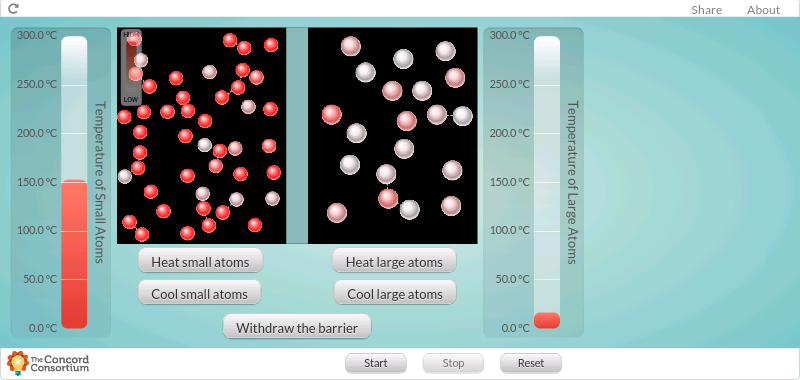 Share
About
300.0 °C
250.0 °C
200.0 °C
150.0 °C
100.0 °C
50.0 °C
0.0 °C
Temperature of Small Atoms
HIGH
LOW
300.0 °C
250.0 °C
200.0 °C
150.0 °C
100.0 °C
50.0 °C
0.0 °C
Temperature of Large Atoms
Heat small atoms
Heat large atoms
Cool small atoms
Cool large atoms
Withdraw the barrier
The Concord
Consortium
Start
Stop
Reset